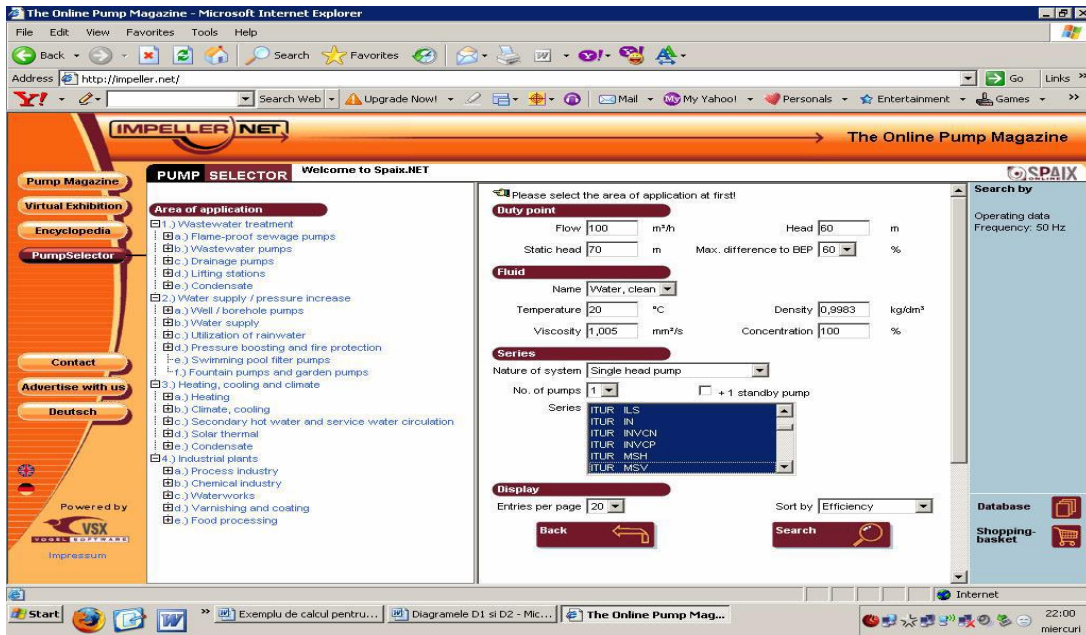 The Online Pump Magazine - Microsoft Internet Explorer
File Edit View Favorites Tools Help
Back Search Favorites
Address http://impeller.net/ Go Links »
Y! Search Web Upgrade Now! Mail My Yahoo! Personals Entertainment Games »
IMPELLER NET The Online Pump Magazine
PUMP SELECTOR Welcome to Spaix.NET SPAIX ONLINE
Pump Magazine
Virtual Exhibition
Encyclopedia
PumpSelector
Contact
Advertise with us
Deutsch
Powered by
VSX
VOGEL SOFTWARE
Impressum
Area of application
1.) Wastewater treatment
a.) Flame-proof sewage pumps
b.) Wastewater pumps
c.) Drainage pumps
d.) Lifting stations
e.) Condensate
2.) Water supply / pressure increase
a.) Well / borehole pumps
b.) Water supply
c.) Utilization of rainwater
d.) Pressure boosting and fire protection
e.) Swimming pool filter pumps
f.) Fountain pumps and garden pumps
3.) Heating, cooling and climate
a.) Heating
b.) Climate, cooling
c.) Secondary hot water and service water circulation
d.) Solar thermal
e.) Condensate
4.) Industrial plants
a.) Process industry
b.) Chemical industry
c.) Waterworks
d.) Varnishing and coating
e.) Food processing
Please select the area of application at first!
Duty point
Flow 100 m³/h Head 60 m
Static head 70 m Max. difference to BEP 60 %
Fluid
Name Water, clean
Temperature 20 °C Density 0,9983 kg/dm³
Viscosity 1,005 mm²/s Concentration 100 %
Series
Nature of system Single head pump
No. of pumps 1 + 1 standby pump
Series ITUR ILS
ITUR IN
ITUR INVCN
ITUR INVCP
ITUR MSH
ITUR MSV
Display
Entries per page 20 Sort by Efficiency
Back Search
Search by
Operating data
Frequency: 50 Hz
Database
Shopping-
basket
Internet
Start W » Exemplu de calcul pentru... Diagramele D1 si D2 - Mic... The Online Pump Mag... 22:00
miercuri